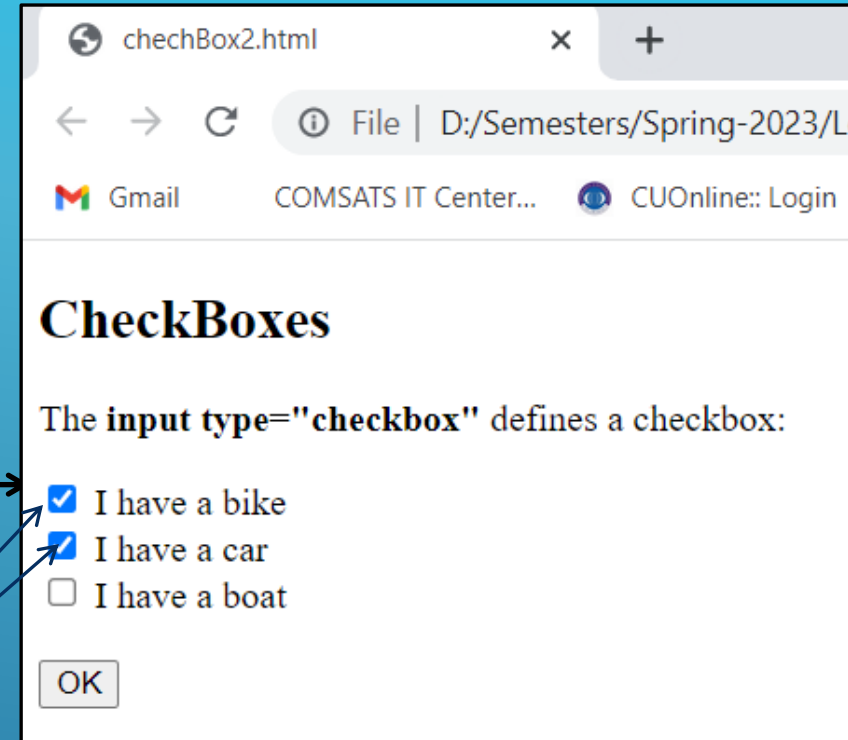 chechBox2.html
File | D:/Semesters/Spring-2023/L
Gmail COMSATS IT Center... CUOnline:: Login
CheckBoxes
The input type="checkbox" defines a checkbox:
I have a bike
I have a car
I have a boat
OK